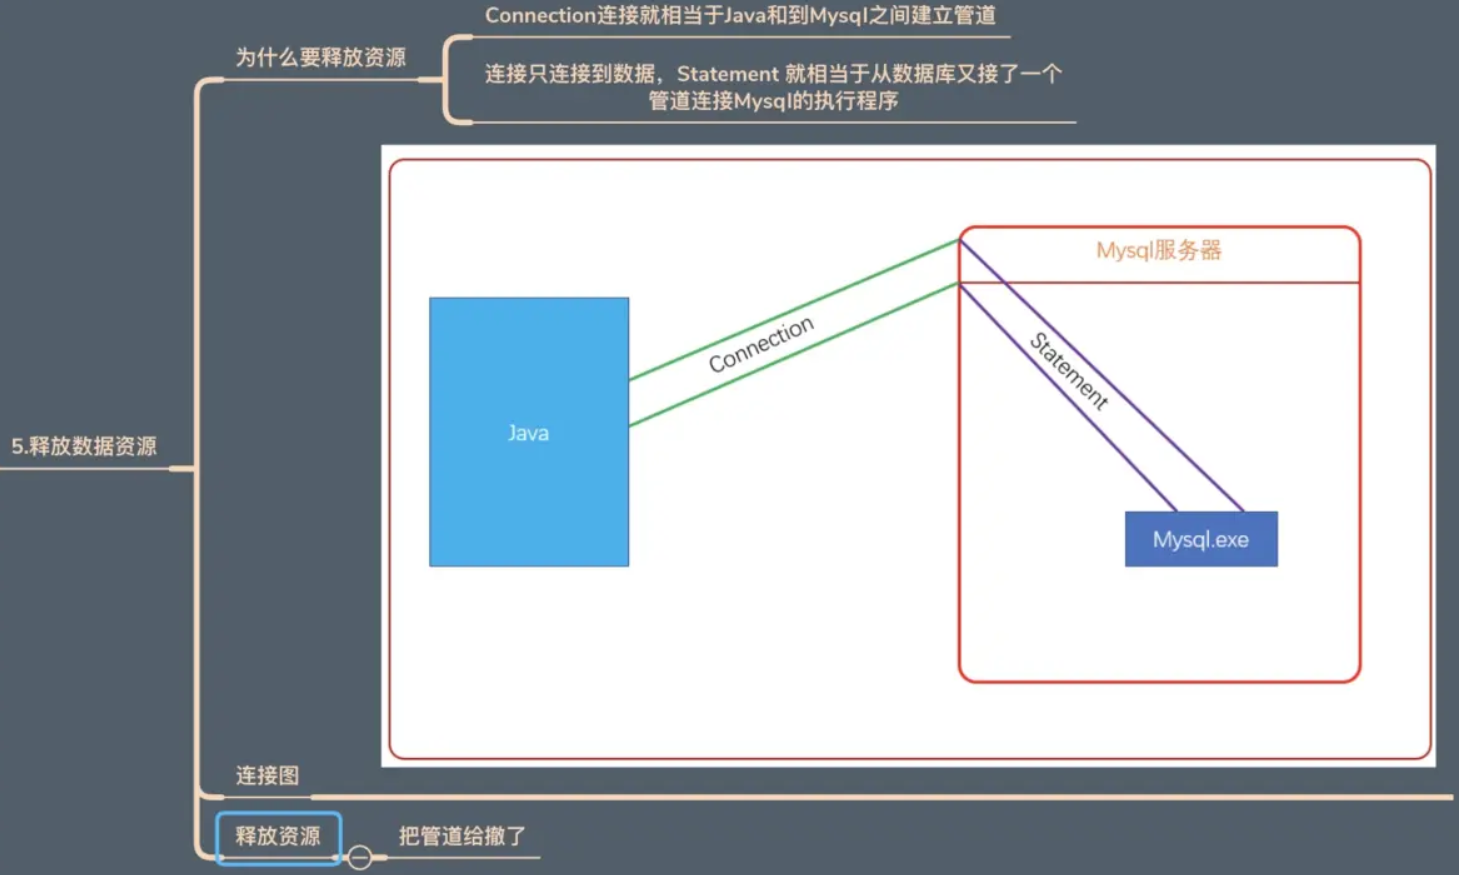 Connection连接就相当于Java和到Mysql之间建立管道
为什么要释放资源
连接只连接到数据，Statement 就相当于从数据库又接了一个
管道连接Mysql的执行程序
Mysql服务器
Connection
Statement
Java
5.释放数据资源
Mysql.exe
连接图
释放资源
把管道给撤了